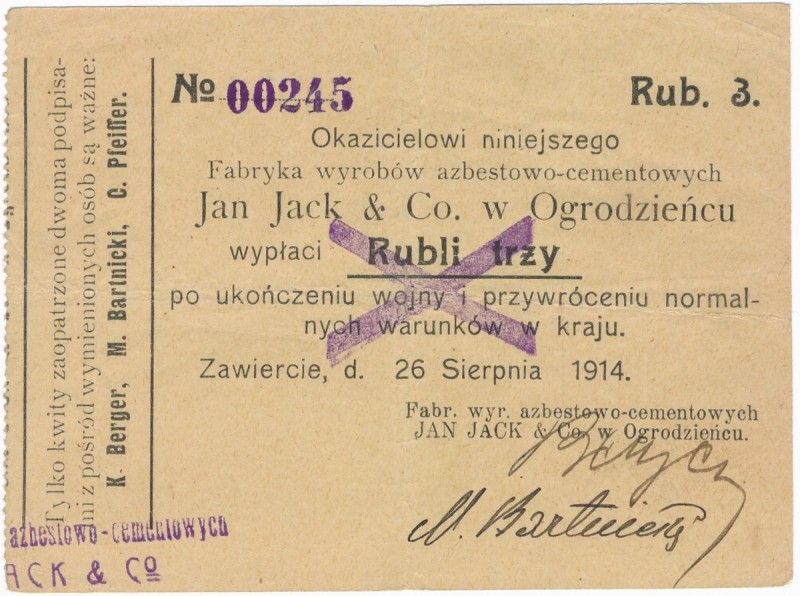 Tylko kwity zaopatrzone dwoma podpisa-
mi z pośród wymienionych osób są ważne:
K. Berger, M. Bartnicki, C. Pfeiffer.
№ 00245 Rub. 3.
Okazicielowi niniejszego
Fabryka wyrobów azbestowo-cementowych
Jan Jack & Co. w Ogrodzieńcu
wypłaci Rubli trzy
po ukończeniu wojny i przywróceniu normal-
nych warunków w kraju.
Zawiercie, d. 26 Sierpnia 1914.
Fabr. wyr. azbestowo-cementowych
JAN JACK & Co. w Ogrodzieńcu.
M. Bartnicki
azbestowo-cementowych
ACK & Co